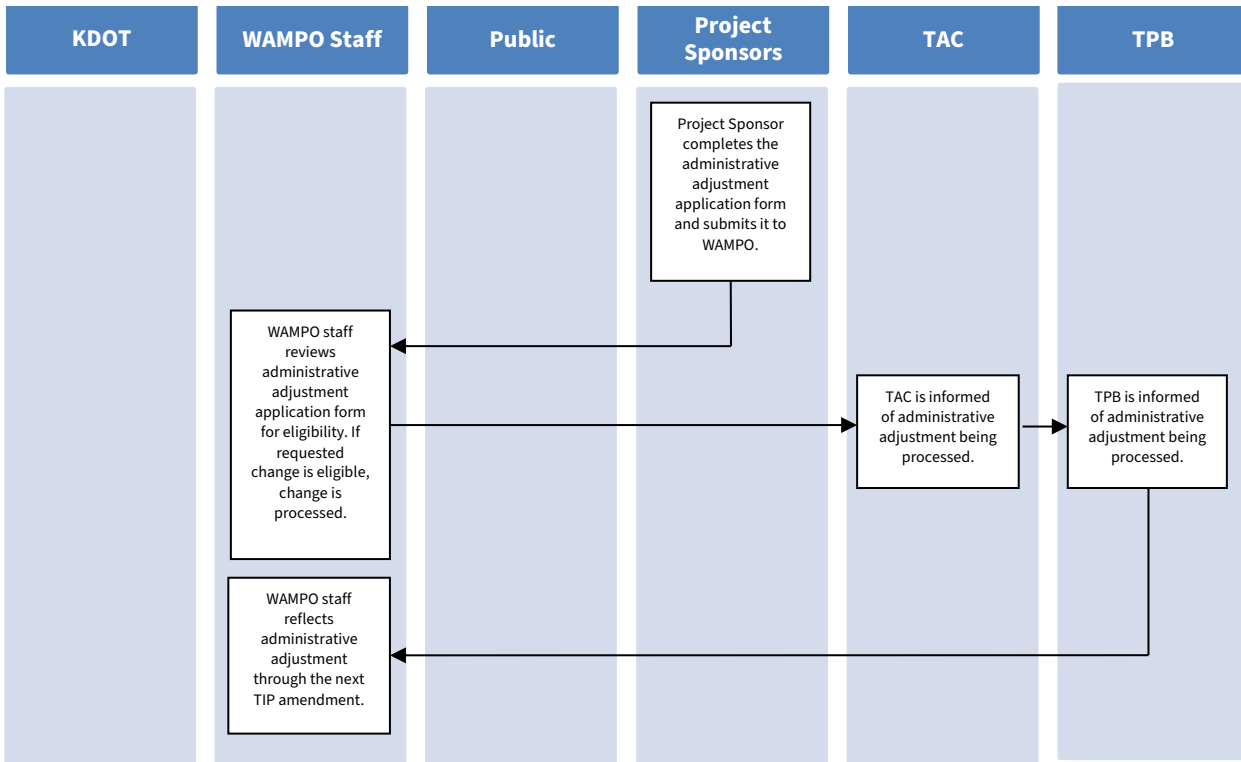 KDOT
WAMPO Staff
Public
Project
Sponsors
TAC
TPB
Project Sponsor
completes the
administrative
adjustment
application form
and submits it to
WAMPO.
WAMPO staff
reviews
administrative
adjustment
application form
for eligibility. If
requested
change is eligible,
change is
processed.
TAC is informed
of administrative
adjustment being
processed.
TPB is informed
of administrative
adjustment being
processed.
WAMPO staff
reflects
administrative
adjustment
through the next
TIP amendment.